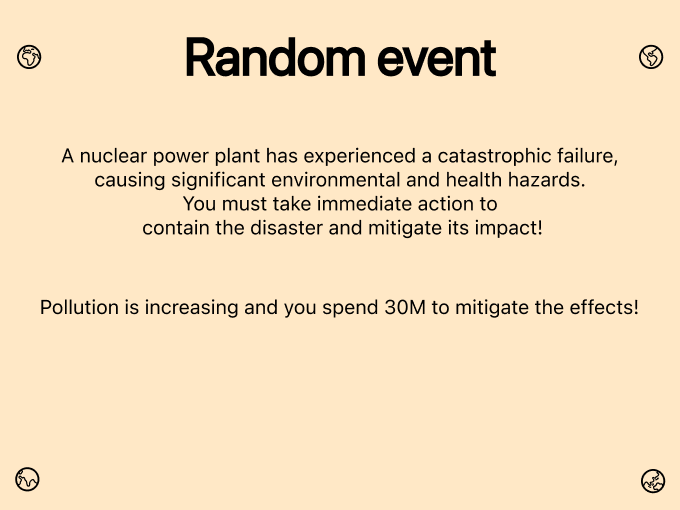 Random event
A nuclear power plant has experienced a catastrophic failure,
causing significant environmental and health hazards.
You must take immediate action to
contain the disaster and mitigate its impact!
Pollution is increasing and you spend 30M to mitigate the effects!